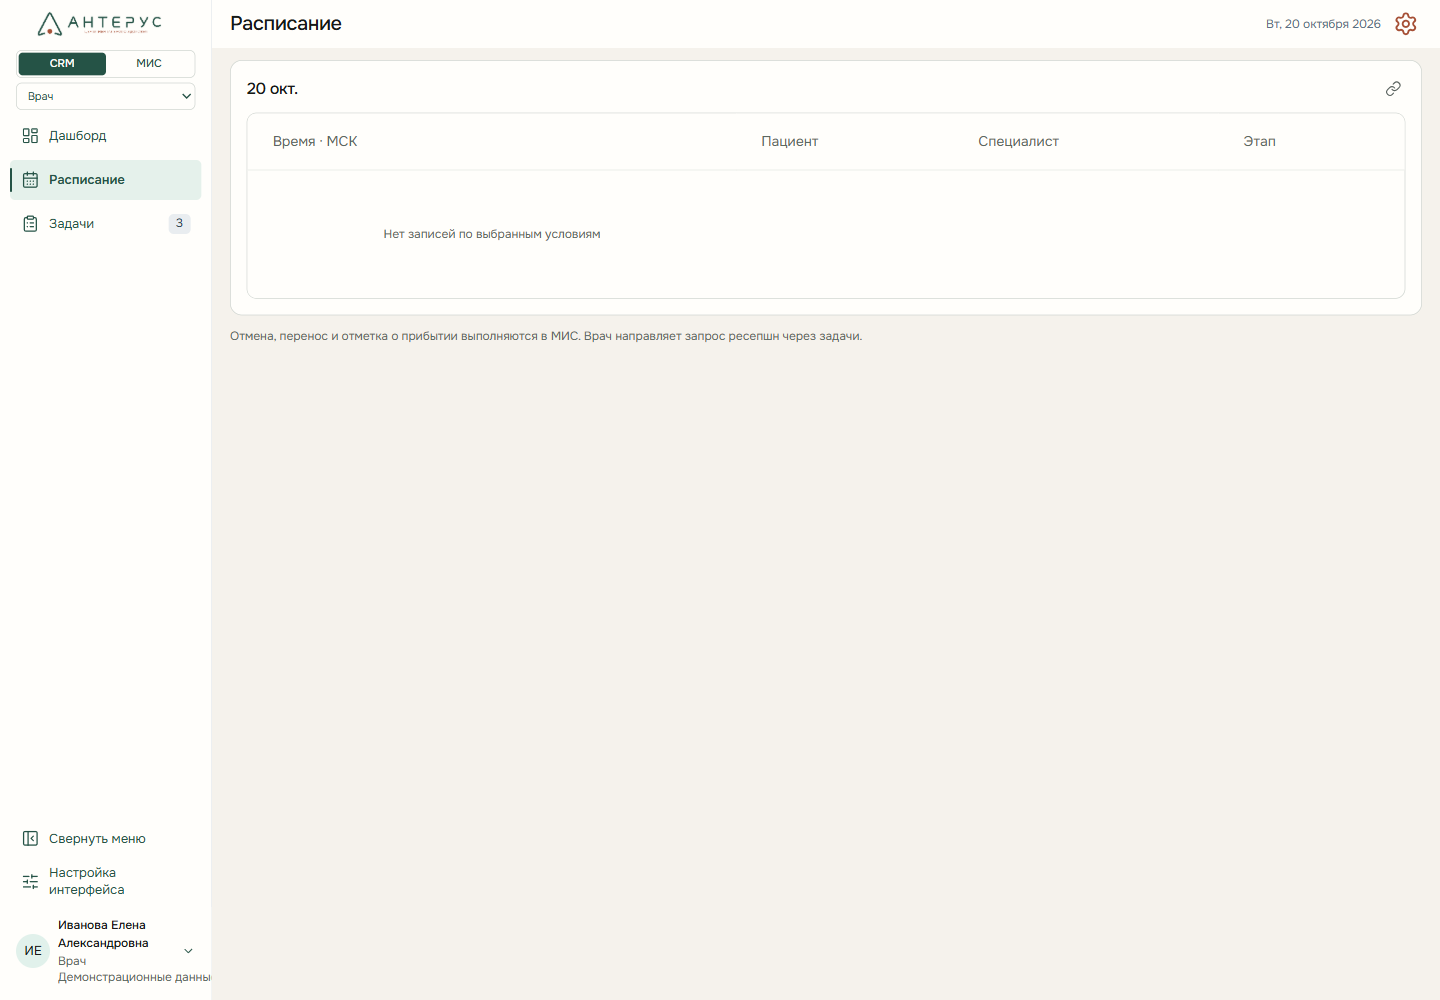 АНТЕРУС
CRM
МИС
Врач
Дашборд
Расписание
Задачи
3
Свернуть меню
Настройка
интерфейса
ИЕ
Иванова Елена
Александровна
Врач
Демонстрационные данны
Расписание
Вт, 20 октября 2026
20 окт.
Время · МСК
Пациент
Специалист
Этап
Нет записей по выбранным условиям
Отмена, перенос и отметка о прибытии выполняются в МИС. Врач направляет запрос ресепшн через задачи.